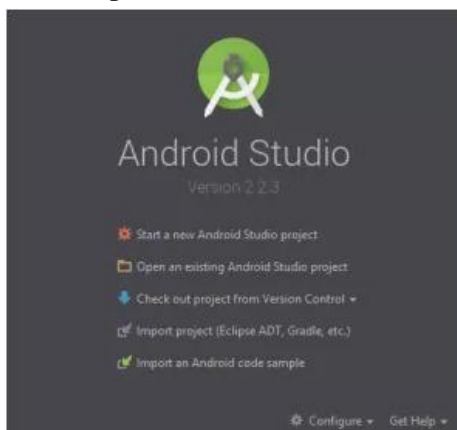 Android Studio
Version 2.2.3
Start a new Android Studio project
Open an existing Android Studio project
Check out project from Version Control
Import project (Eclipse ADT, Gradle, etc.)
Import an Android code sample
Configure Get Help